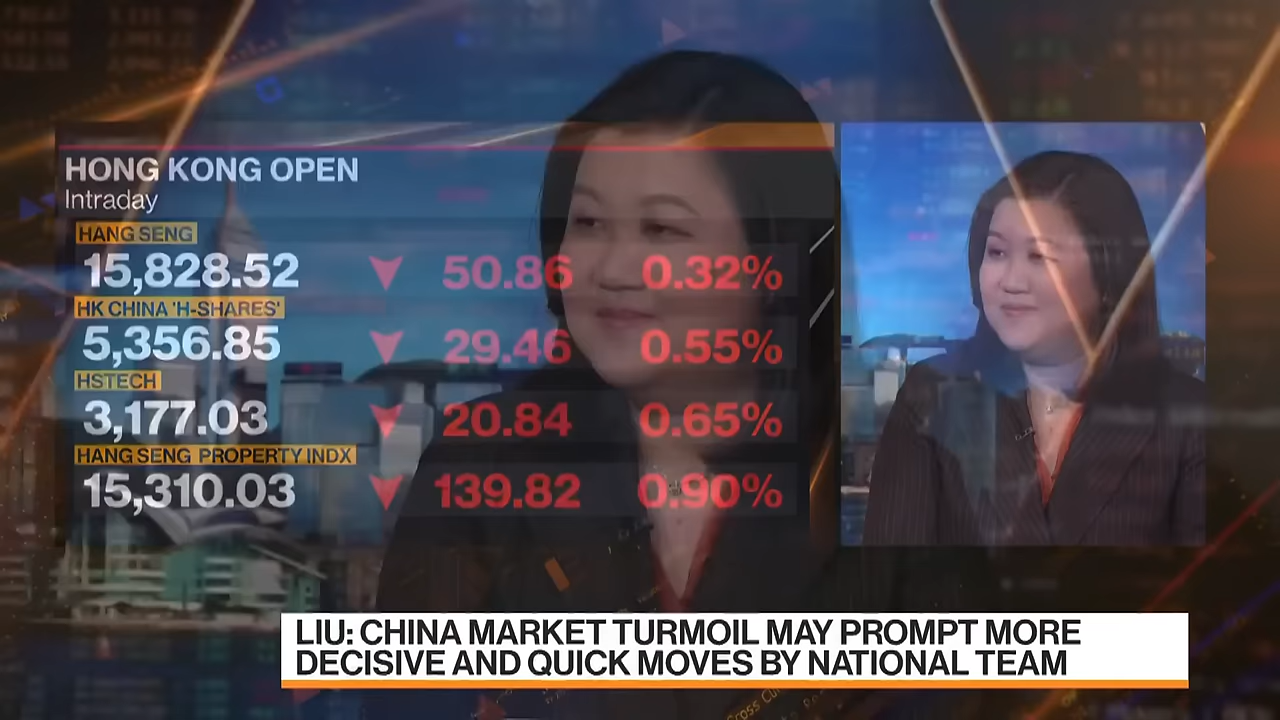 HONG KONG OPEN
Intraday
HANG SENG
15,828.52 50.86 0.32%
HK CHINA 'H-SHARES'
5,356.85 29.46 0.55%
HSTECH
3,177.03 20.84 0.65%
HANG SENG PROPERTY INDX
15,310.03 139.82 0.90%
LIU: CHINA MARKET TURMOIL MAY PROMPT MORE
DECISIVE AND QUICK MOVES BY NATIONAL TEAM